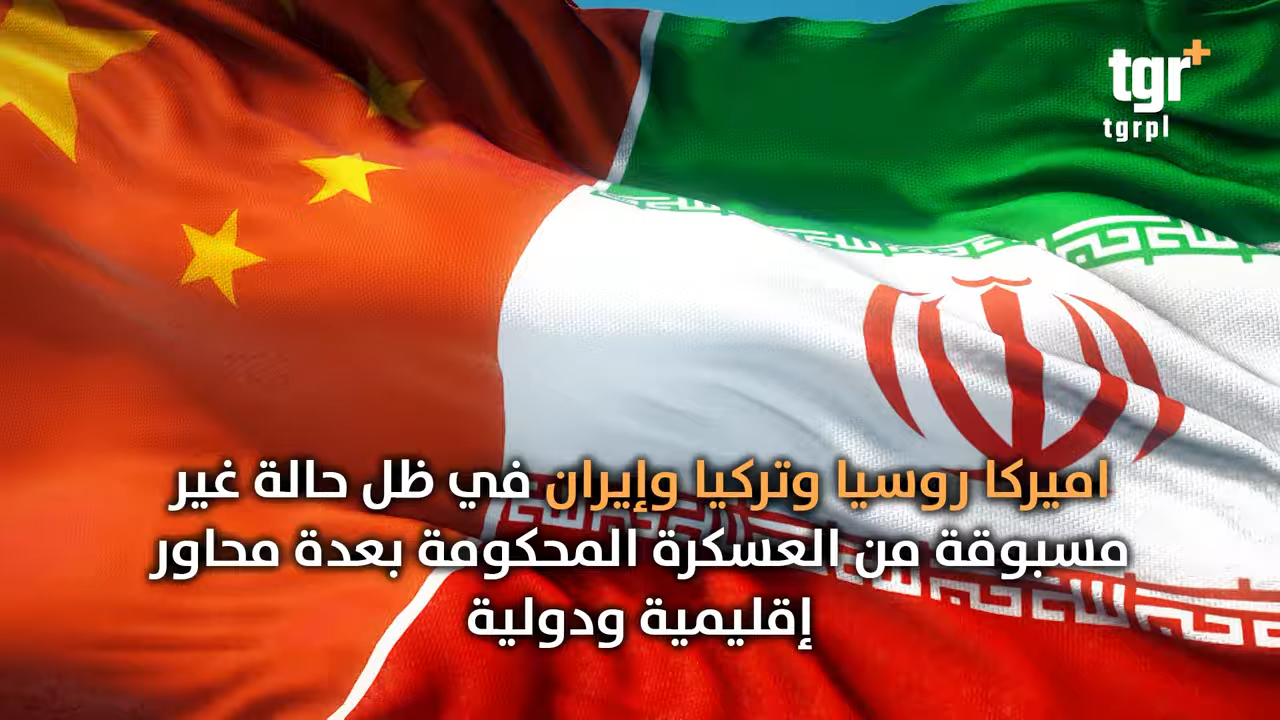 tgr+
tgrpl
اميركا روسيا وتركيا وإيران في ظل حالة غير
مسبوقة من العسكرة المحكومة بعدة محاور
إقليمية ودولية